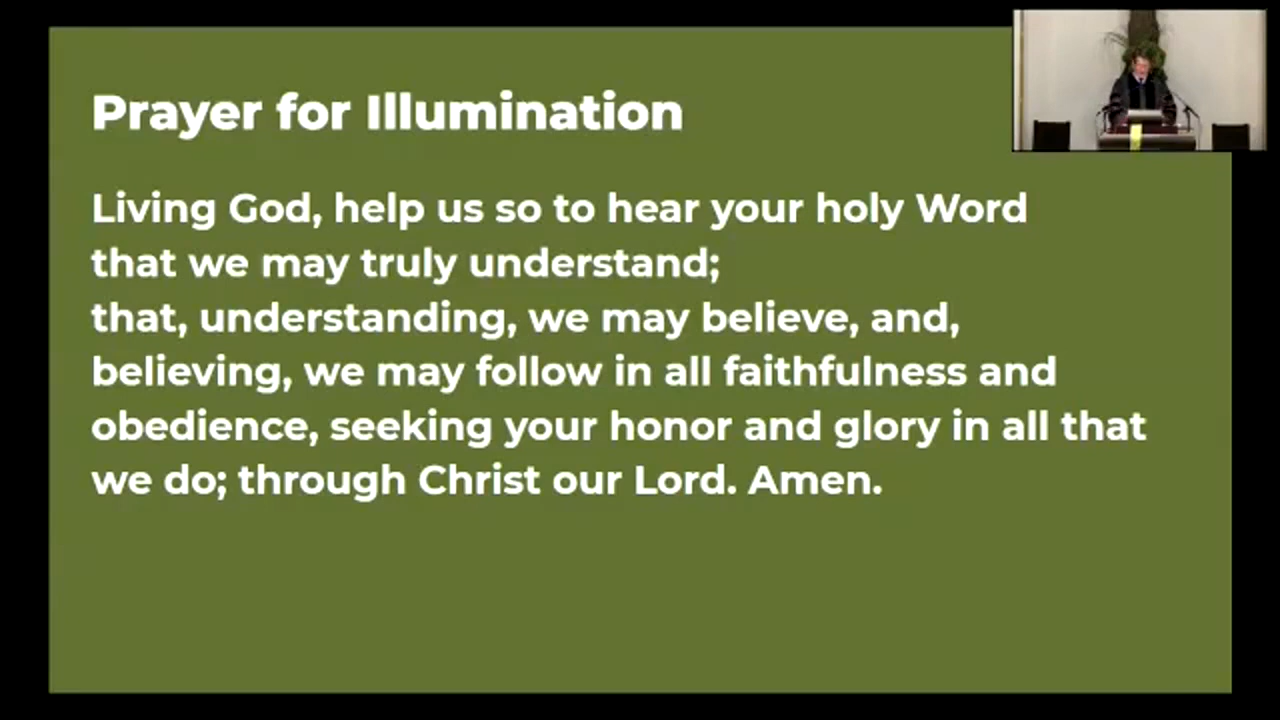 Prayer for Illumination
Living God, help us so to hear your holy Word
that we may truly understand;
that, understanding, we may believe, and,
believing, we may follow in all faithfulness and
obedience, seeking your honor and glory in all that
we do; through Christ our Lord. Amen.